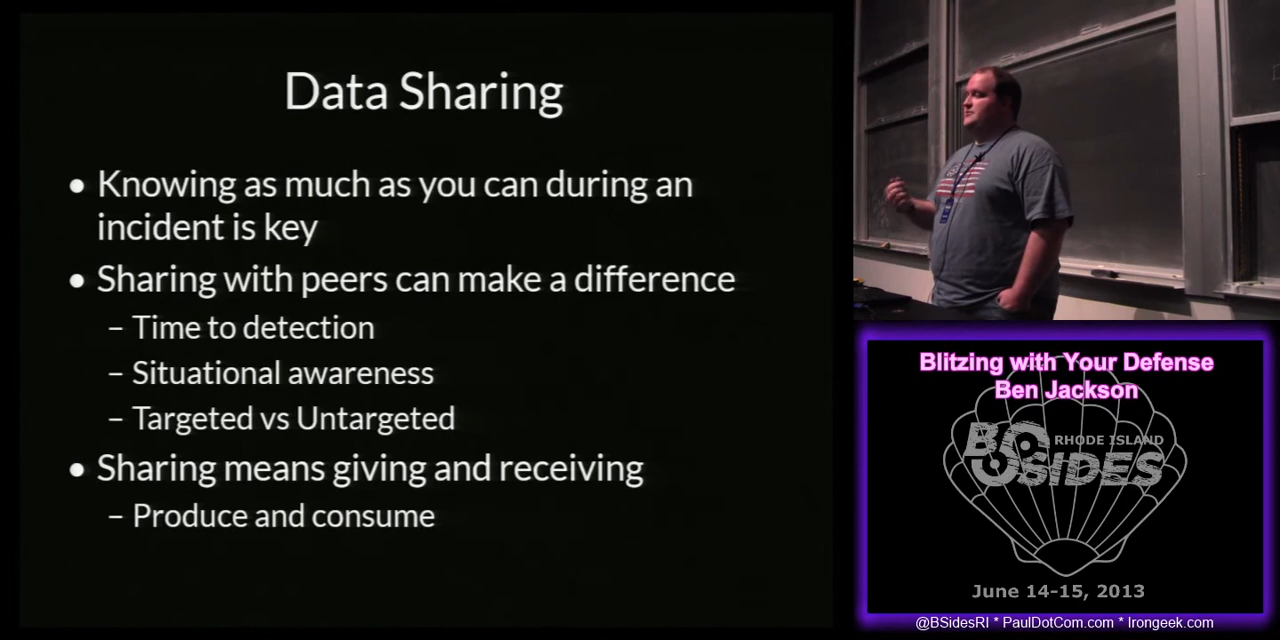 Data Sharing
• Knowing as much as you can during an
incident is key
• Sharing with peers can make a difference
– Time to detection
– Situational awareness
– Targeted vs Untargeted
• Sharing means giving and receiving
– Produce and consume
Blitzing with Your Defense
Ben Jackson
BSIDES
RHODE ISLAND
June 14-15, 2013
@BSidesRI * PaulDotCom.com * Irongeek.com